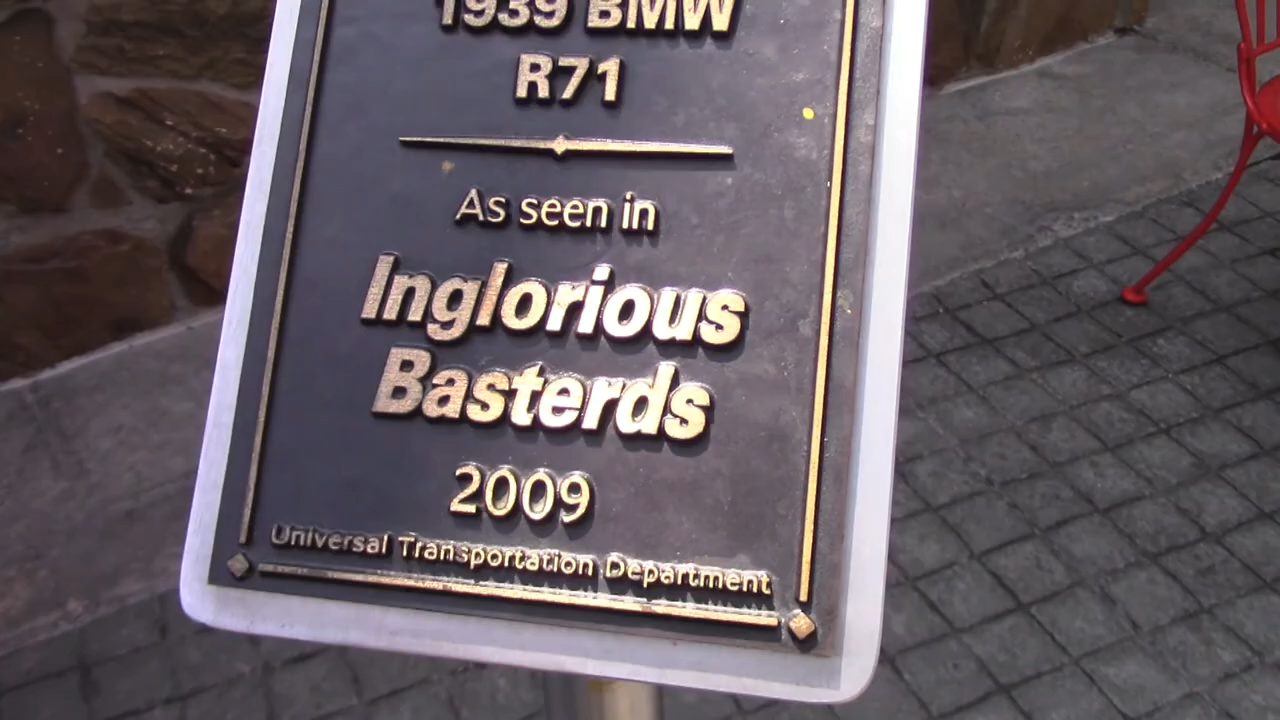 1939 BMW
R71
As seen in
Inglorious
Basterds
2009
Universal Transportation Department